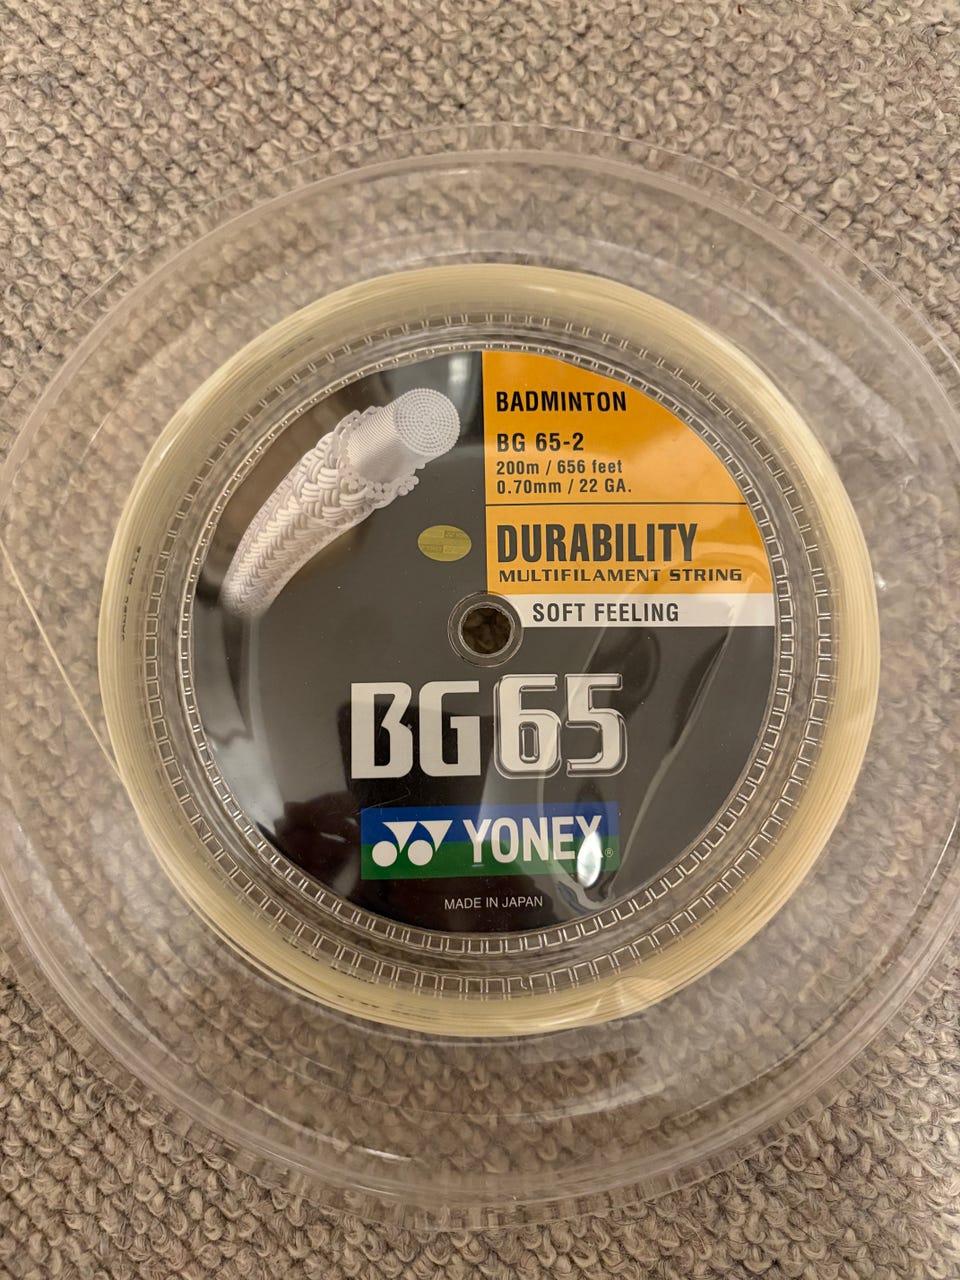 BADMINTON
BG 65-2
200m / 656 feet
0.70mm / 22 GA.
DURABILITY
MULTIFILAMENT STRING
SOFT FEELING
BG65
YONEX®
MADE IN JAPAN